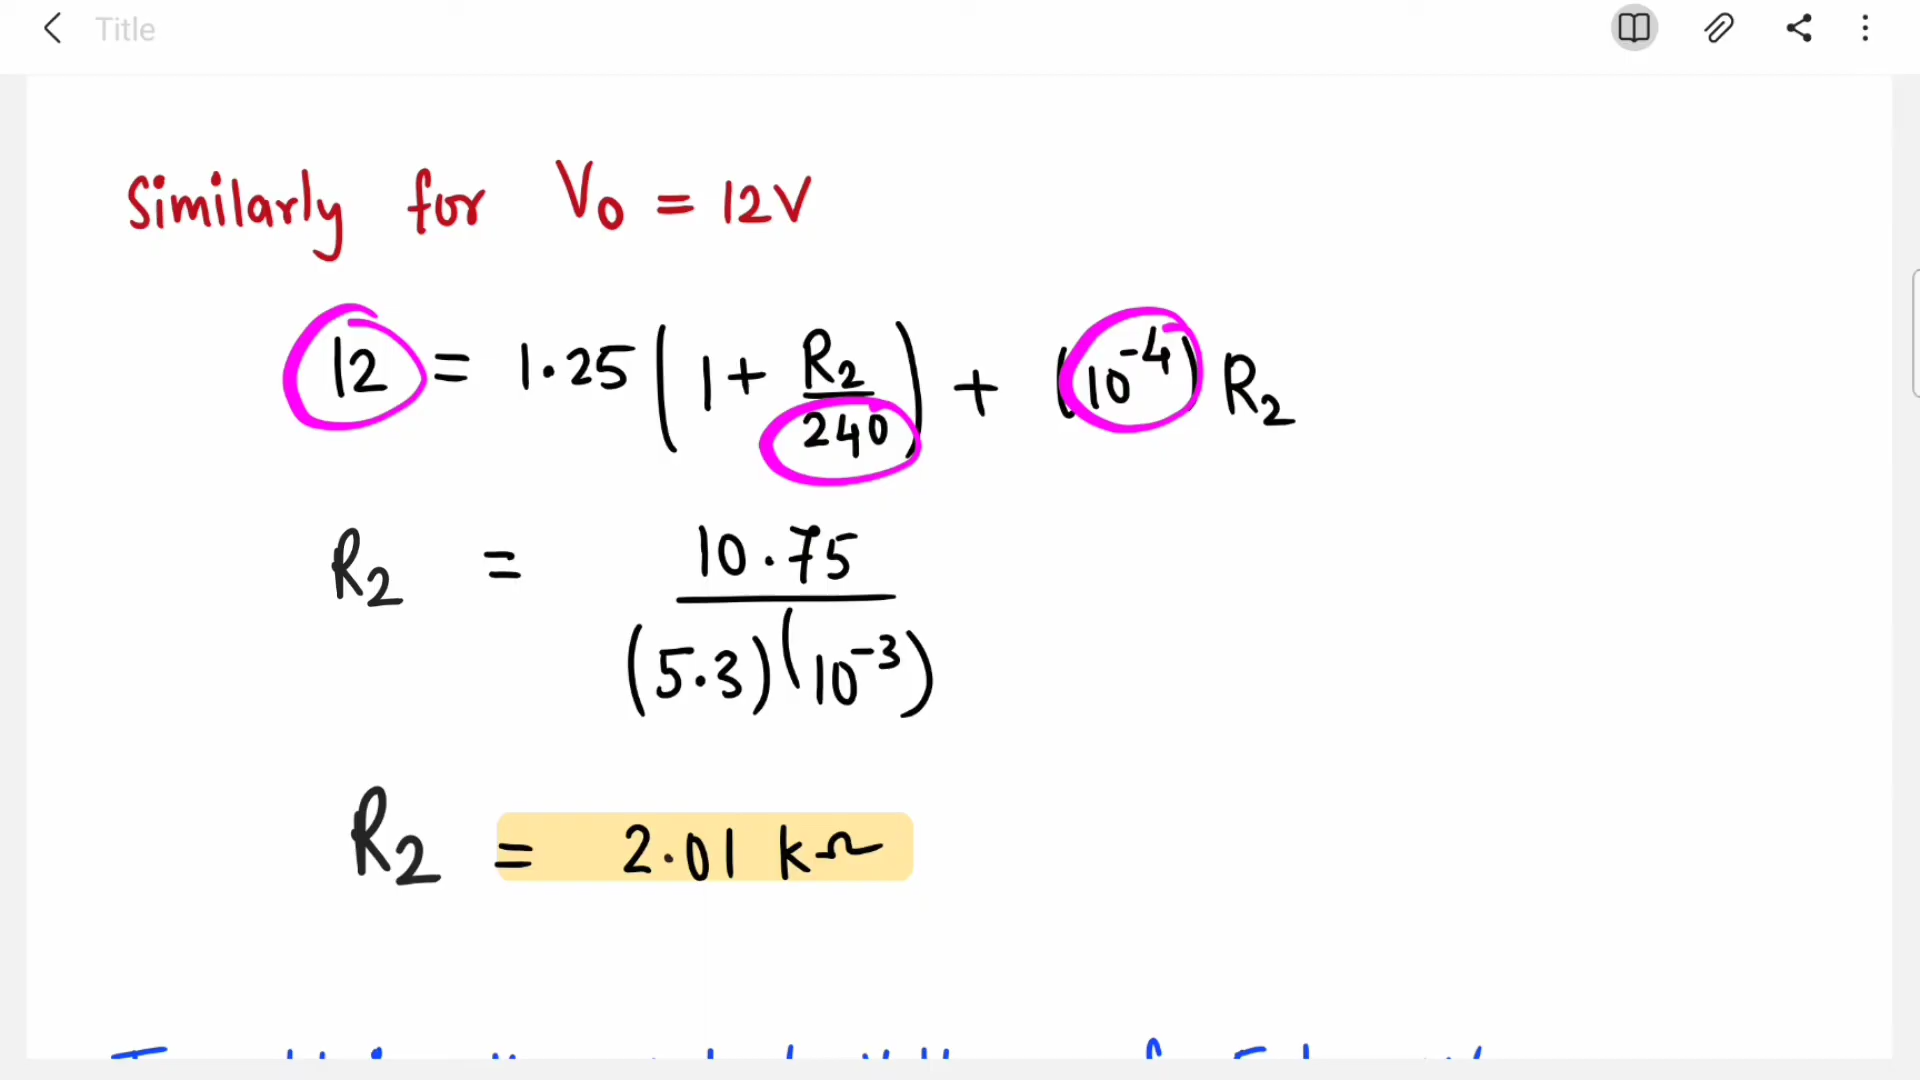 Title
Similarly for V₀ = 12V
12 = 1.25 (1 + R₂/240) + (10⁻⁴) R₂
R₂ = 10.75 / (5.3)(10⁻³)
R₂ = 2.01 kΩ